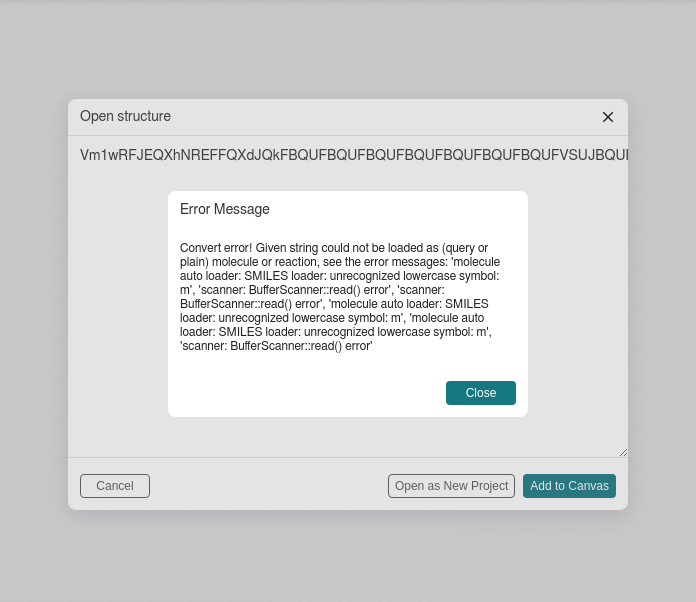 Open structure
Vm1wRFJEQXhNREFFQXdJQkFBQUFBQUFBQUFBQUFBQUFBQUFBQUFVSUJBQUI
Error Message
Convert error! Given string could not be loaded as (query or
plain) molecule or reaction, see the error messages: 'molecule
auto loader: SMILES loader: unrecognized lowercase symbol:
m', 'scanner: BufferScanner::read() error', 'scanner:
BufferScanner::read() error', 'molecule auto loader: SMILES
loader: unrecognized lowercase symbol: m', 'molecule auto
loader: SMILES loader: unrecognized lowercase symbol: m',
'scanner: BufferScanner::read() error'
Close
Cancel
Open as New Project
Add to Canvas